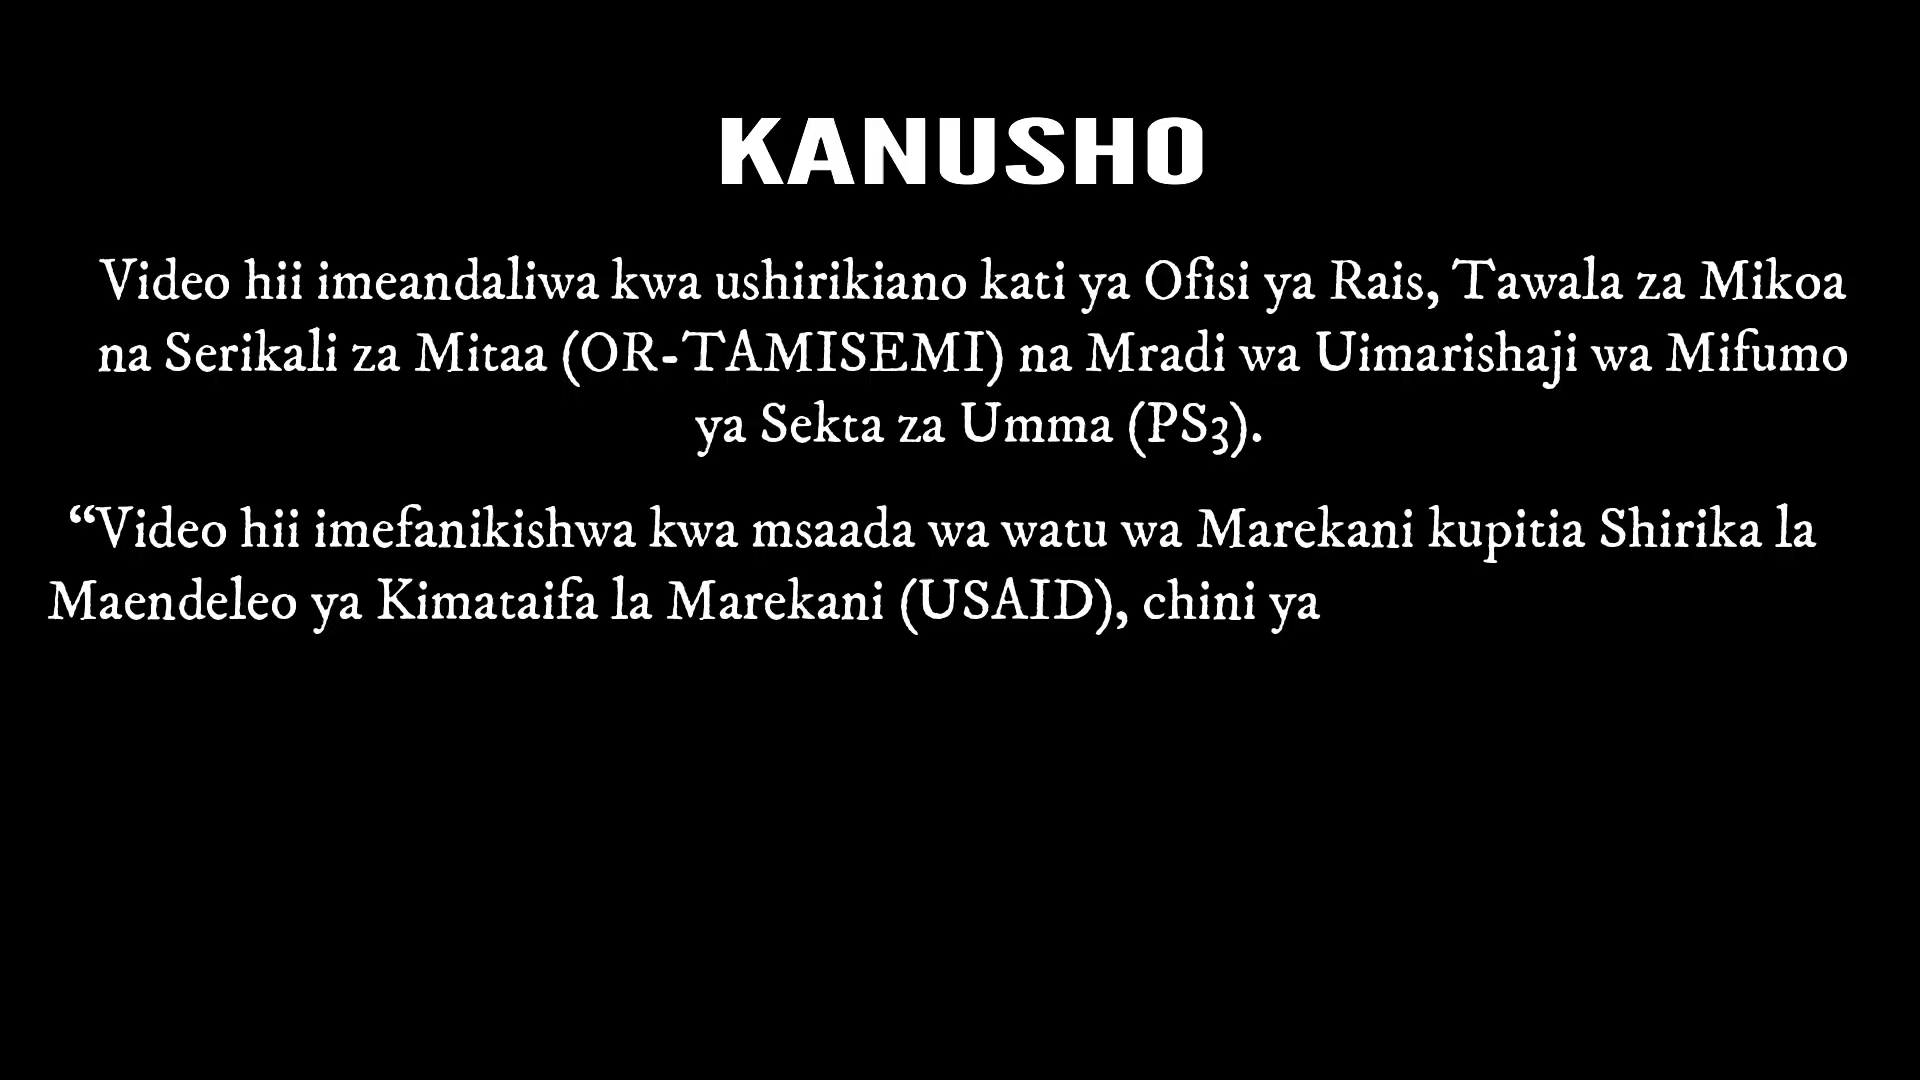 KANUSHO
Video hii imeandaliwa kwa ushirikiano kati ya Ofisi ya Rais, Tawala za Mikoa
na Serikali za Mitaa (OR-TAMISEMI) na Mradi wa Uimarishaji wa Mifumo
ya Sekta za Umma (PS3).
“Video hii imefanikishwa kwa msaada wa watu wa Marekani kupitia Shirika la
Maendeleo ya Kimataifa la Marekani (USAID), chini ya